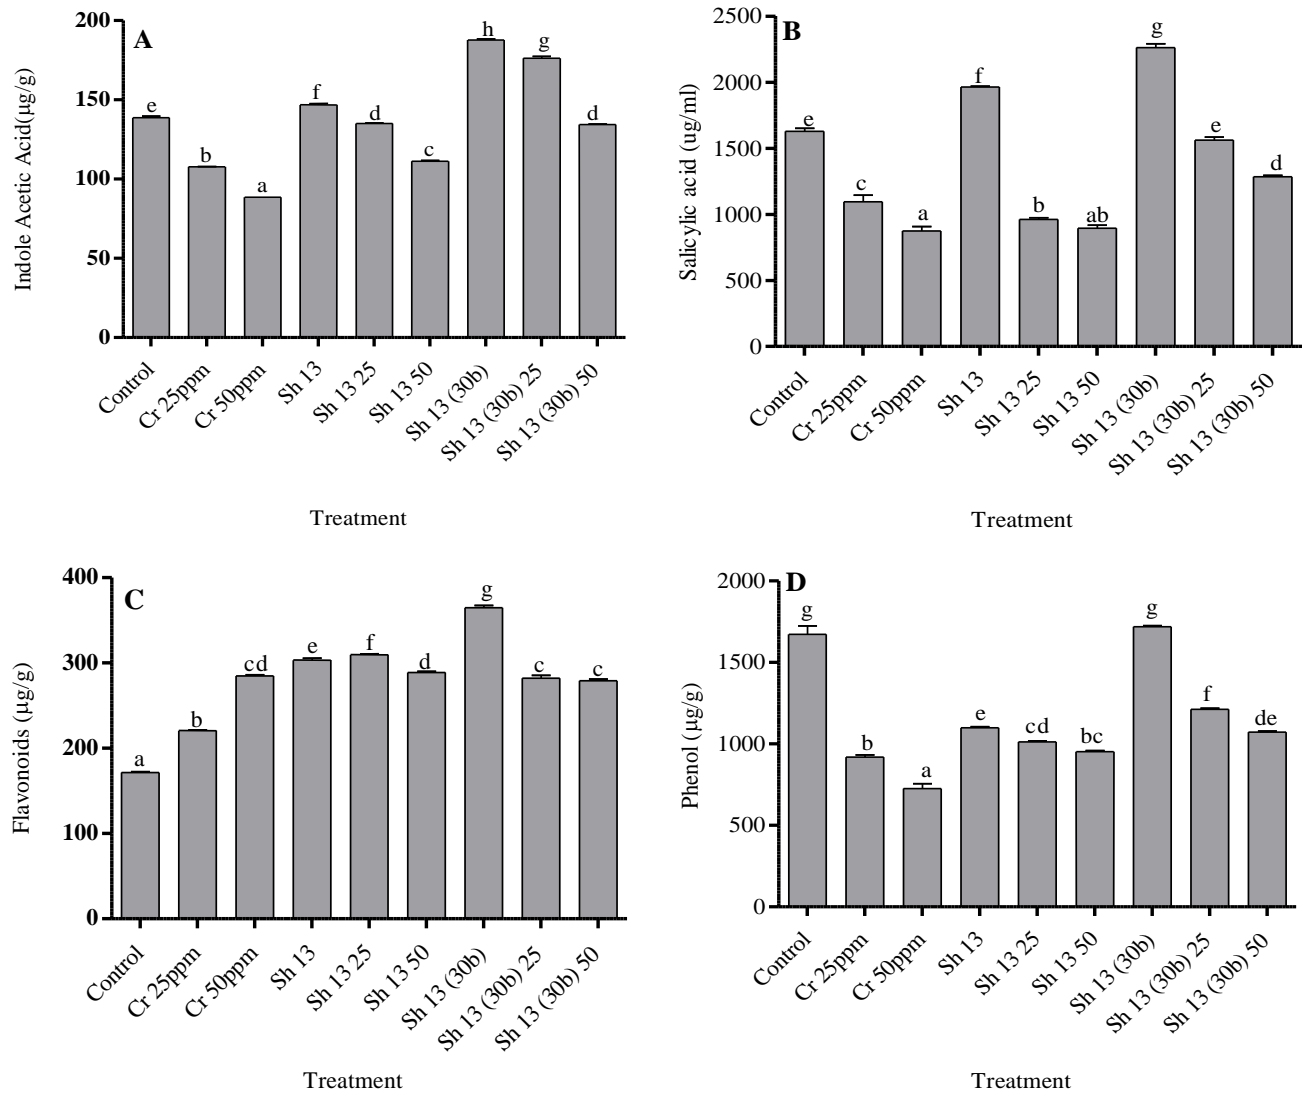 A
Indole Acetic Acid(μg/g)
200
150
100
50
0
e
b
a
f
d
c
h
g
d
Control
Cr 25ppm
Cr 50ppm
Sh 13
Sh 13 25
Sh 13 50
Sh 13 (30b)
Sh 13 (30b) 25
Sh 13 (30b) 50
Treatment
B
Salicylic acid (ug/ml)
2500
2000
1500
1000
500
0
e
c
a
f
b
ab
g
e
d
Control
Cr 25ppm
Cr 50ppm
Sh 13
Sh 13 25
Sh 13 50
Sh 13 (30b)
Sh 13 (30b) 25
Sh 13 (30b) 50
Treatment
C
Flavonoids (μg/g)
400
300
200
100
0
a
b
cd
e
f
d
g
c
c
Control
Cr 25ppm
Cr 50ppm
Sh 13
Sh 13 25
Sh 13 50
Sh 13 (30b)
Sh 13 (30b) 25
Sh 13 (30b) 50
Treatment
D
Phenol (μg/g)
2000
1500
1000
500
0
g
b
a
e
cd
bc
g
f
de
Control
Cr 25ppm
Cr 50ppm
Sh 13
Sh 13 25
Sh 13 50
Sh 13 (30b)
Sh 13 (30b) 25
Sh 13 (30b) 50
Treatment